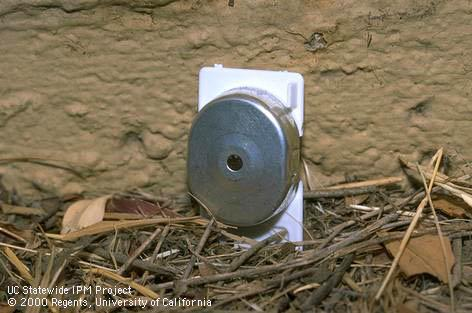 UC Statewide IPM Project
© 2000 Regents, University of California